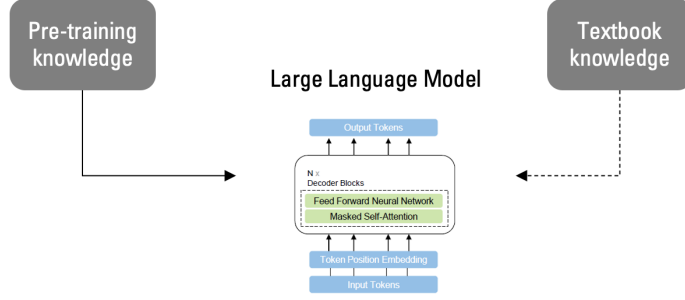 Pre-training
knowledge
Textbook
knowledge
Large Language Model
Output Tokens
N x
Decoder Blocks
Feed Forward Neural Network
Masked Self-Attention
Token Position Embedding
Input Tokens